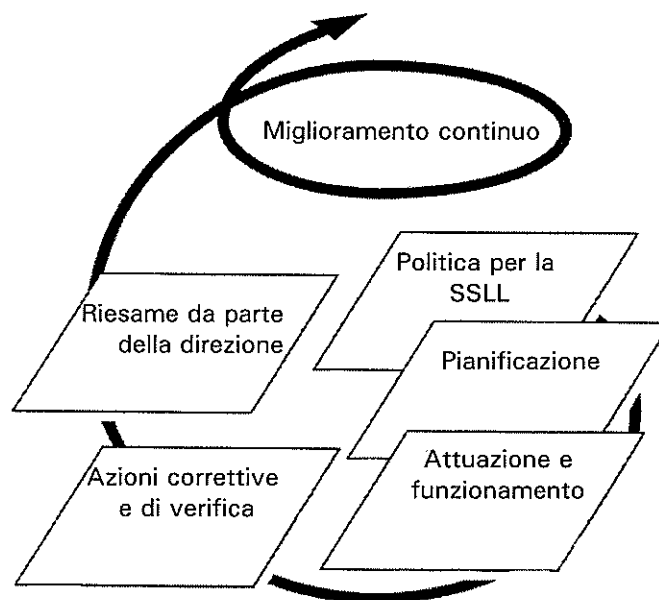 Miglioramento continuo
Politica per la
SSLL
Riesame da parte
della direzione
Pianificazione
Azioni correttive
e di verifica
Attuazione e
funzionamento